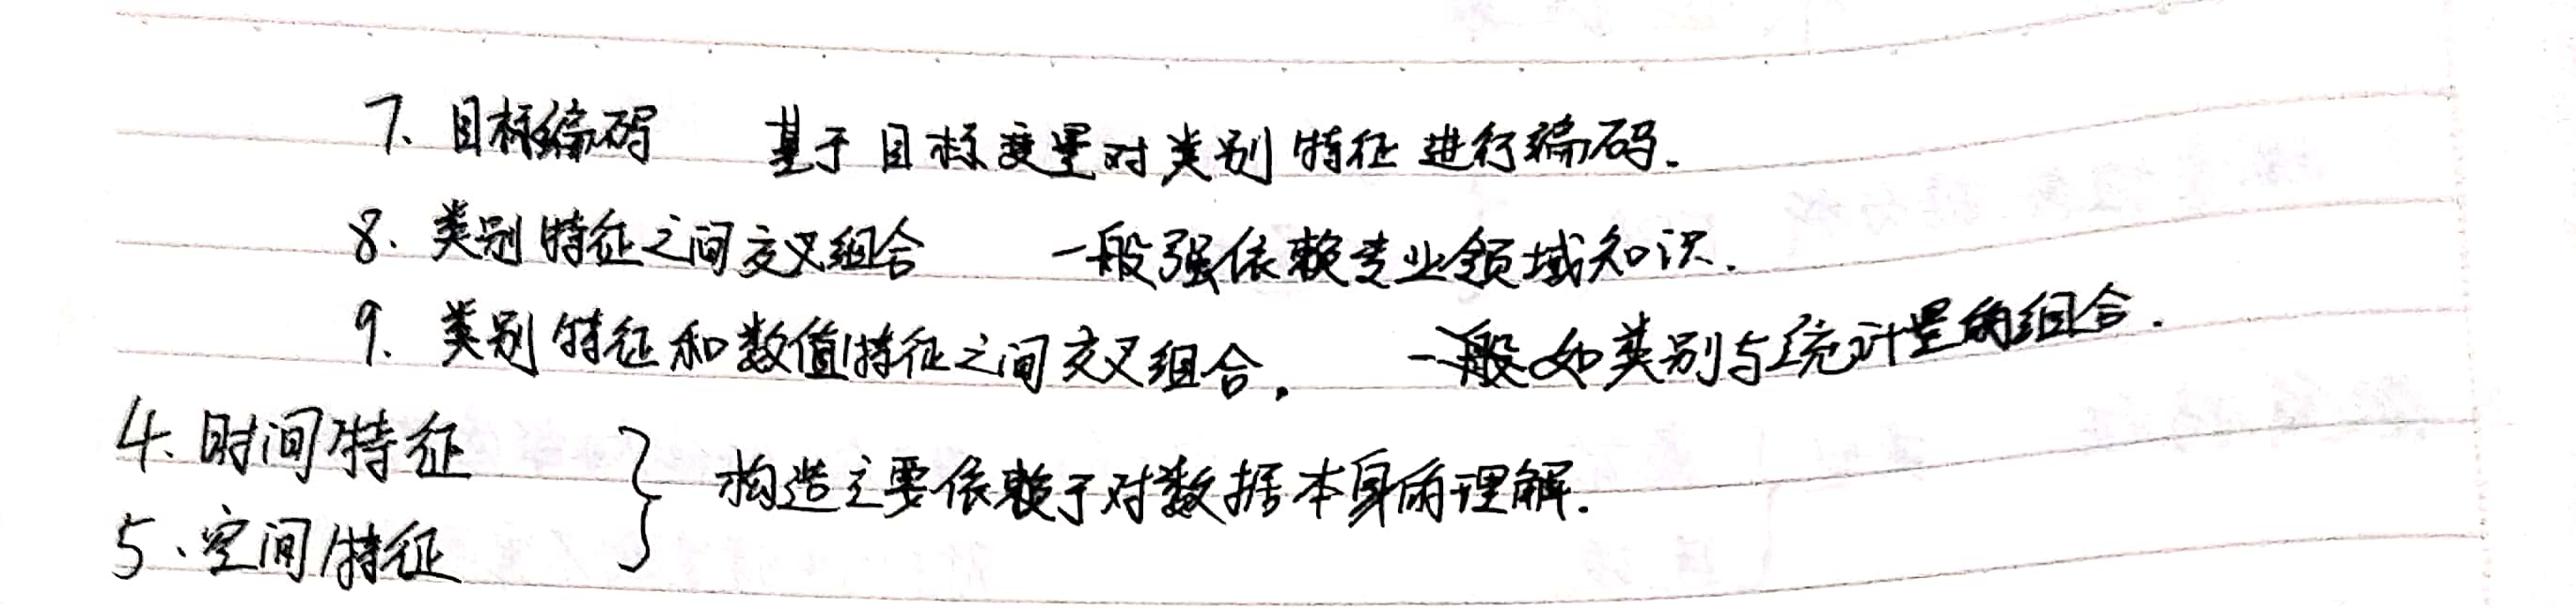 7、目标编码 基于目标变量对类别特征进行编码.
8、类别特征之间交叉组合 一般强依赖专业领域知识.
9、类别特征和数值特征之间交叉组合. 如类别与统计量的组合.
4、时间特征
构造主要依赖于对数据本身的理解.
5、空间特征